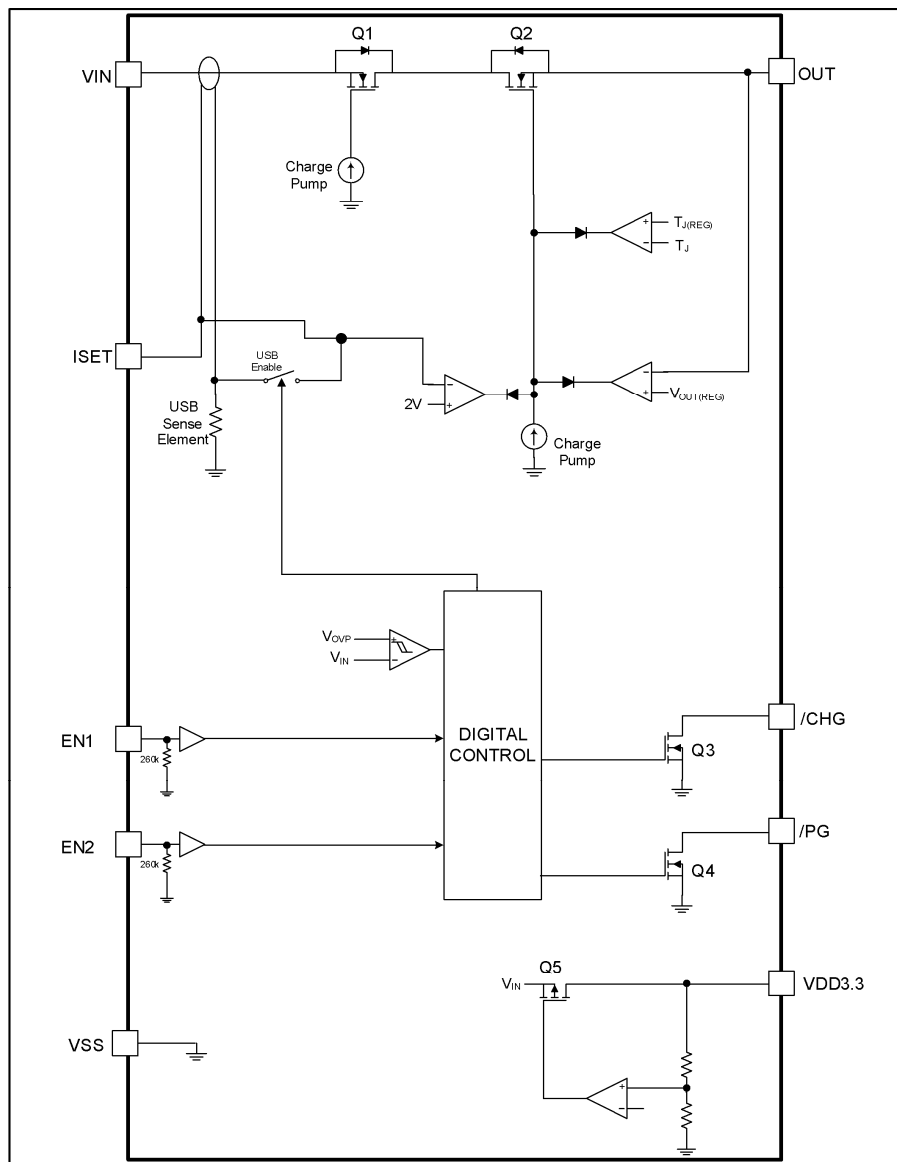 Q1
Q2
VIN
OUT
Charge
Pump
+
TJ(REG)
-
TJ
ISET
USB
Enable
USB
Sense
Element
-
2V
+
-
+
VOUT(REG)
Charge
Pump
VOVP
+
VIN
-
DIGITAL
CONTROL
EN1
260k
/CHG
Q3
EN2
260k
/PG
Q4
Q5
VIN
VDD3.3
VSS
+
-